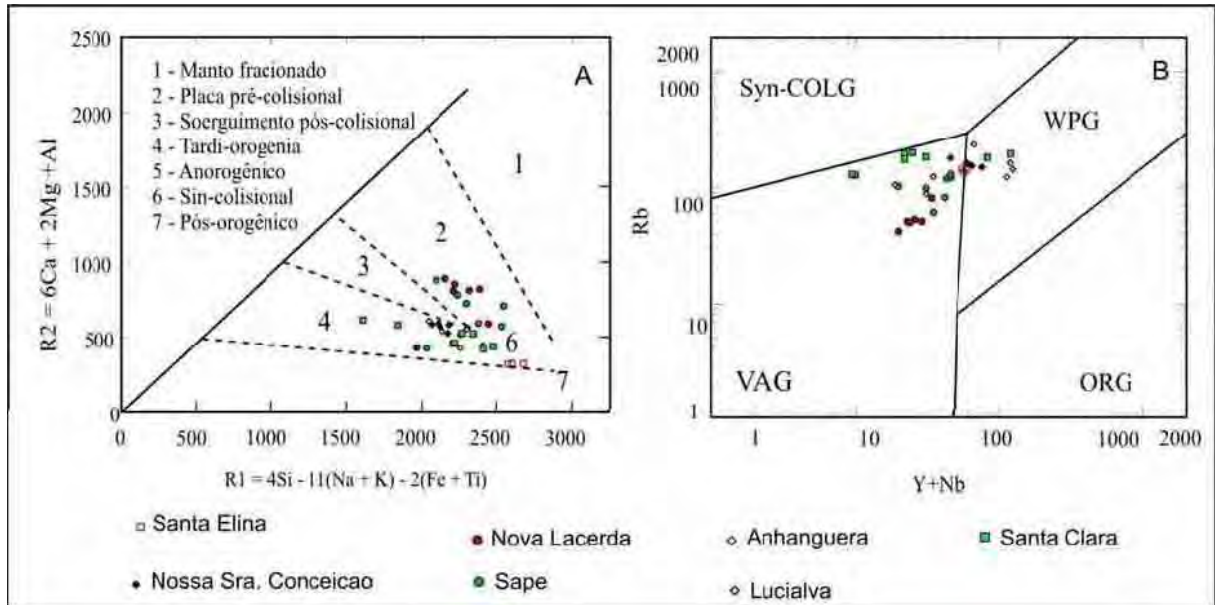 A
R2 = 6Ca + 2Mg +Al
2500
2000
1500
1000
500
0
1 - Manto fracionado
2 - Placa pré-colisional
3 - Soerguimento pós-colisional
4 - Tardi-orogenia
5 - Anorogênico
6 - Sin-colisional
7 - Pós-orogênico
1
2
3
4
6
7
0 500 1000 1500 2000 2500 3000
R1 = 4Si - 11(Na + K) - 2(Fe + Ti)
B
Rb
2000
1000
100
10
1
Syn-COLG
WPG
VAG
ORG
1 10 100 1000 2000
Y+Nb
Santa Elina
Nova Lacerda
Anhanguera
Santa Clara
Nossa Sra. Conceicao
Sape
Lucialva